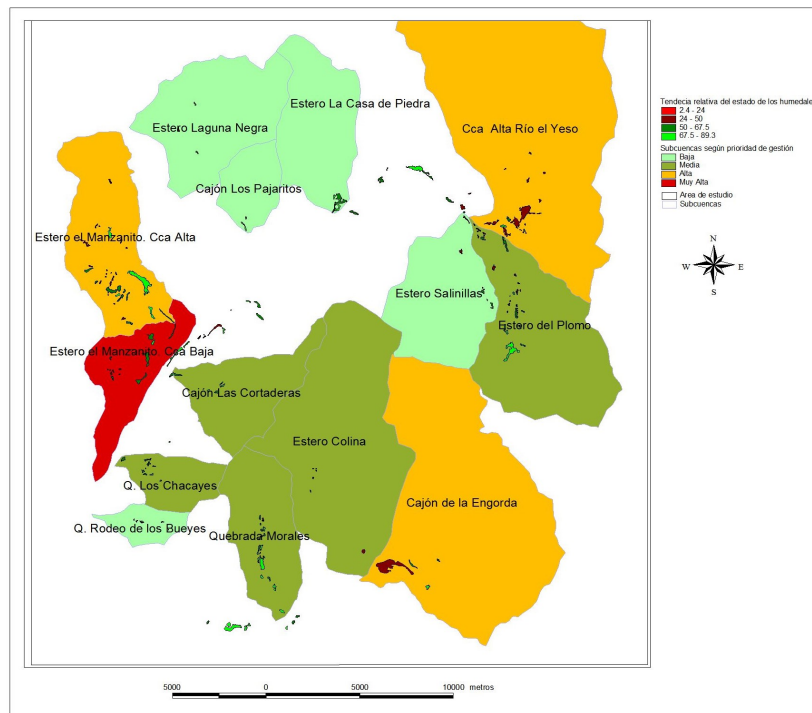 Estero La Casa de Piedra
Estero Laguna Negra
Cca Alta Río el Yeso
Cajón Los Pajaritos
Estero el Manzanito. Cca Alta
Estero Salinillas
Estero del Plomo
Estero el Manzanito. Cca Baja
Cajón Las Cortaderas
Estero Colina
Q. Los Chacayes
Cajón de la Engorda
Q. Rodeo de los Bueyes
Quebrada Morales
Tendecia relativa del estado de los humedale
2.4 - 24
24 - 50
50 - 67.5
67.5 - 89.3
Subcuencas según prioridad de gestión
Baja
Media
Alta
Muy Alta
Area de estudio
Subcuencas
N
W E
S
5000 0 5000 10000 metros